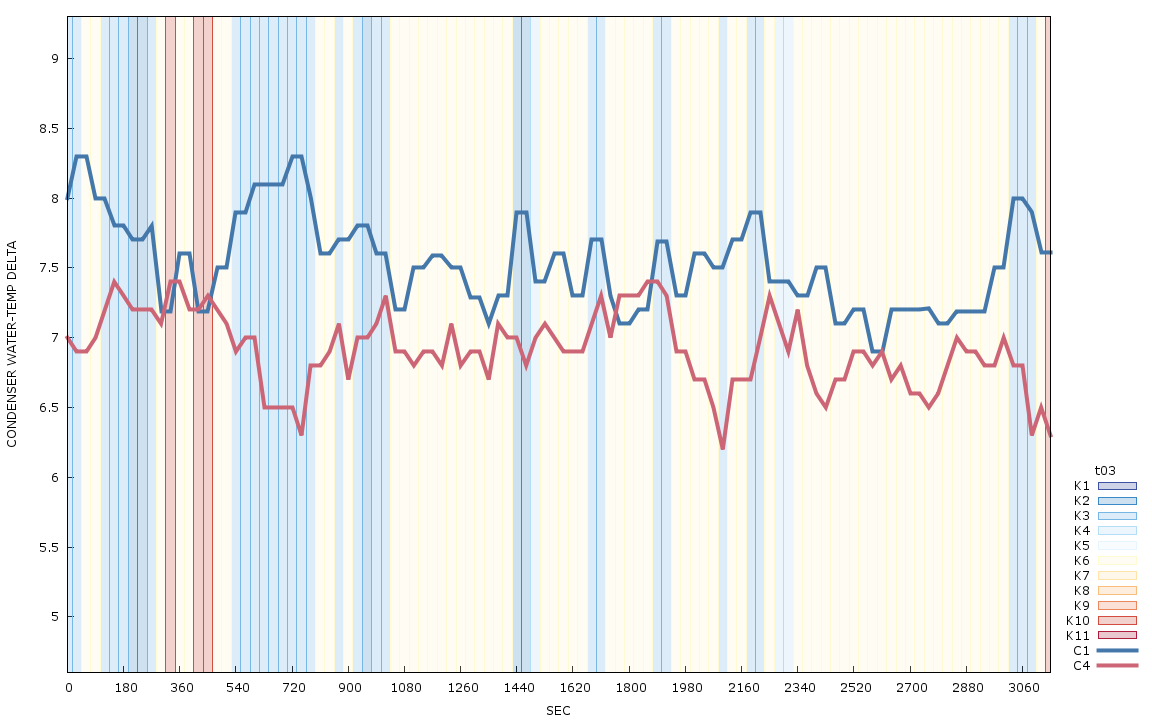 CONDENSER WATER-TEMP DELTA
9
8.5
8
7.5
7
6.5
6
5.5
5
0 180 360 540 720 900 1080 1260 1440 1620 1800 1980 2160 2340 2520 2700 2880 3060
SEC
t03
K1
K2
K3
K4
K5
K6
K7
K8
K9
K10
K11
C1
C4